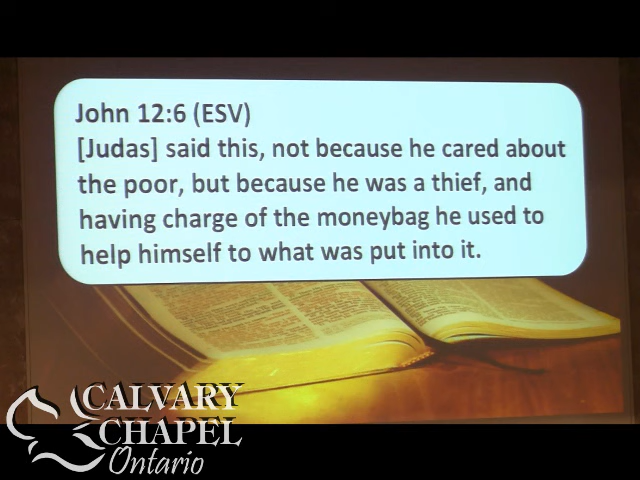 John 12:6 (ESV)
[Judas] said this, not because he cared about
the poor, but because he was a thief, and
having charge of the moneybag he used to
help himself to what was put into it.
CALVARY
CHAPEL
Ontario